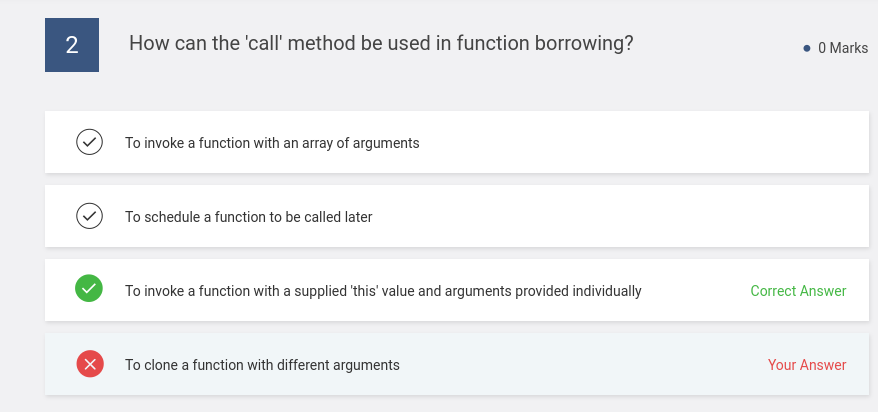 2
How can the 'call' method be used in function borrowing?
0 Marks
To invoke a function with an array of arguments
To schedule a function to be called later
To invoke a function with a supplied 'this' value and arguments provided individually
Correct Answer
To clone a function with different arguments
Your Answer